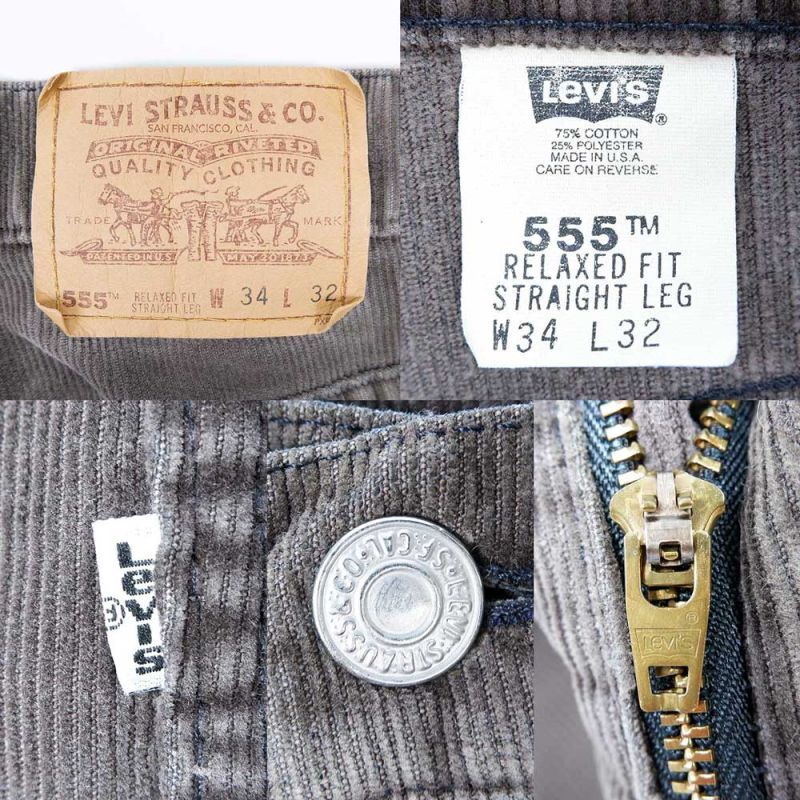 LEVI STRAUSS & CO.
SAN FRANCISCO, CAL.
ORIGINAL RIVETED
QUALITY CLOTHING
TRADE MARK
PATENTED IN U.S. MAY 20 1873
555™ RELAXED FIT W 34 L 32
STRAIGHT LEG
Levi's®
75% COTTON
25% POLYESTER
MADE IN U.S.A.
CARE ON REVERSE
555™
RELAXED FIT
STRAIGHT LEG
W34 L32
LEVI'S®
LEVI STRAUSS & CO. S.F. CAL.
Levi's